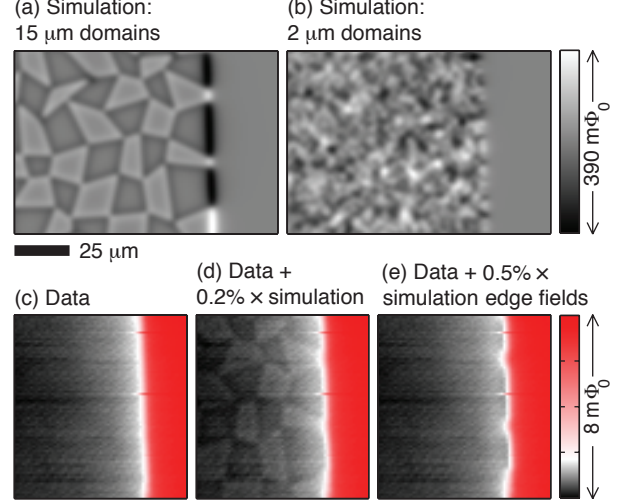 (a) Simulation:
15 μm domains
(b) Simulation:
2 μm domains
390 mΦ0
25 μm
(c) Data
(d) Data +
0.2% × simulation
(e) Data + 0.5% ×
simulation edge fields
8 mΦ0